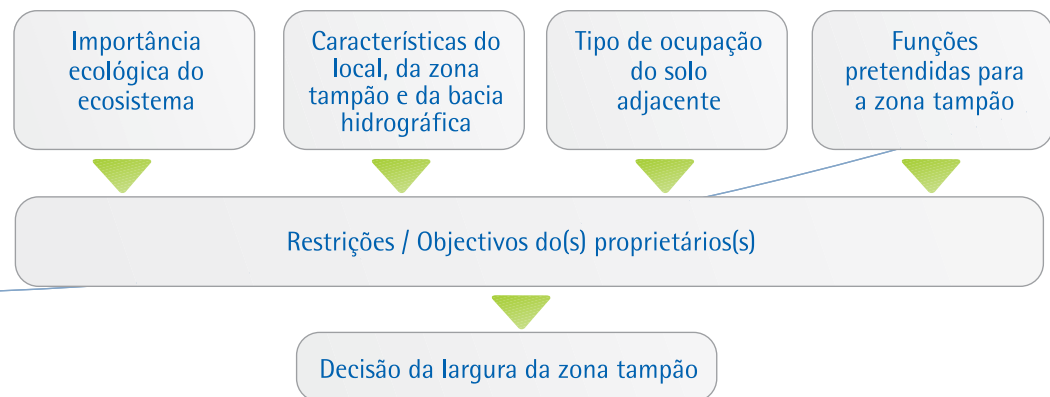 Importância
ecológica do
ecosistema
Características do
local, da zona
tampão e da bacia
hidrográfica
Tipo de ocupação
do solo
adjacente
Funções
pretendidas para
a zona tampão
Restrições / Objectivos do(s) proprietários(s)
Decisão da largura da zona tampão